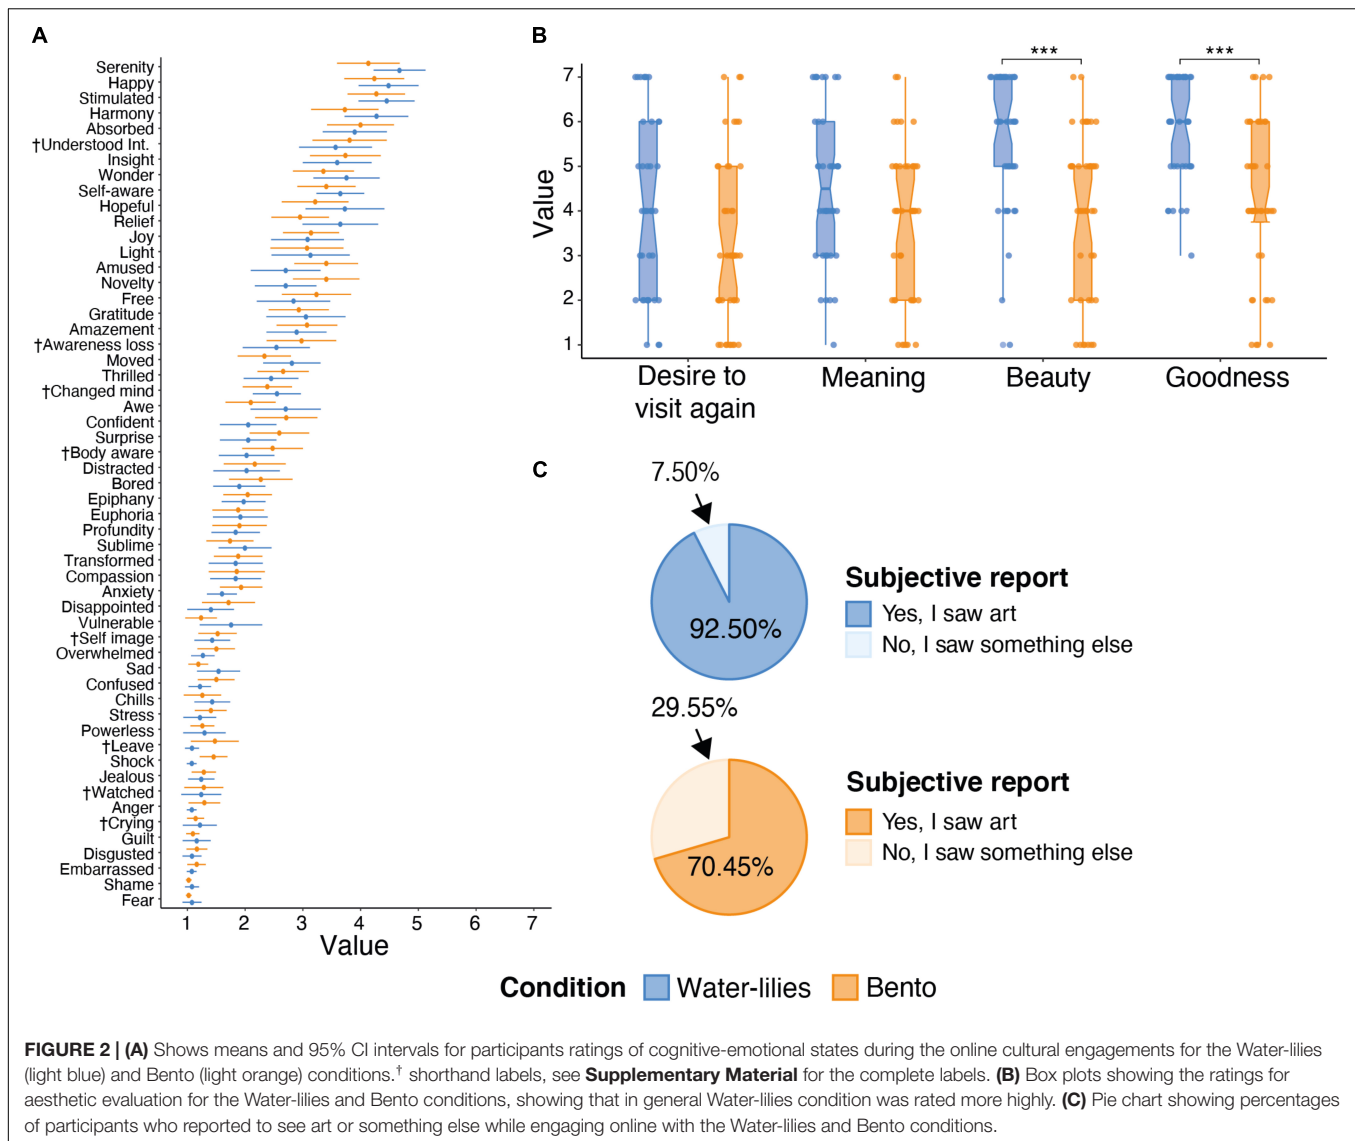 A
Serenity
Happy
Stimulated
Harmony
Absorbed
†Understood Int.
Insight
Wonder
Self-aware
Hopeful
Relief
Joy
Light
Amused
Novelty
Free
Gratitude
Amazement
†Awareness loss
Moved
Thrilled
†Changed mind
Awe
Confident
Surprise
†Body aware
Distracted
Bored
Epiphany
Euphoria
Profundity
Sublime
Transformed
Compassion
Anxiety
Disappointed
Vulnerable
†Self image
Overwhelmed
Sad
Confused
Chills
Stress
Powerless
†Leave
Shock
Jealous
†Watched
Anger
†Crying
Guilt
Disgusted
Embarrassed
Shame
Fear
1 2 3 4 5 6 7
Value
B
*** ***
7
6
5
4
3
2
1
Value
Desire to
visit again
Meaning
Beauty
Goodness
C
7.50%
92.50%
Subjective report
Yes, I saw art
No, I saw something else
29.55%
70.45%
Subjective report
Yes, I saw art
No, I saw something else
Condition Water-lilies Bento
FIGURE 2 | (A) Shows means and 95% CI intervals for participants ratings of cognitive-emotional states during the online cultural engagements for the Water-lilies
(light blue) and Bento (light orange) conditions.† shorthand labels, see Supplementary Material for the complete labels. (B) Box plots showing the ratings for
aesthetic evaluation for the Water-lilies and Bento conditions, showing that in general Water-lilies condition was rated more highly. (C) Pie chart showing percentages
of participants who reported to see art or something else while engaging online with the Water-lilies and Bento conditions.